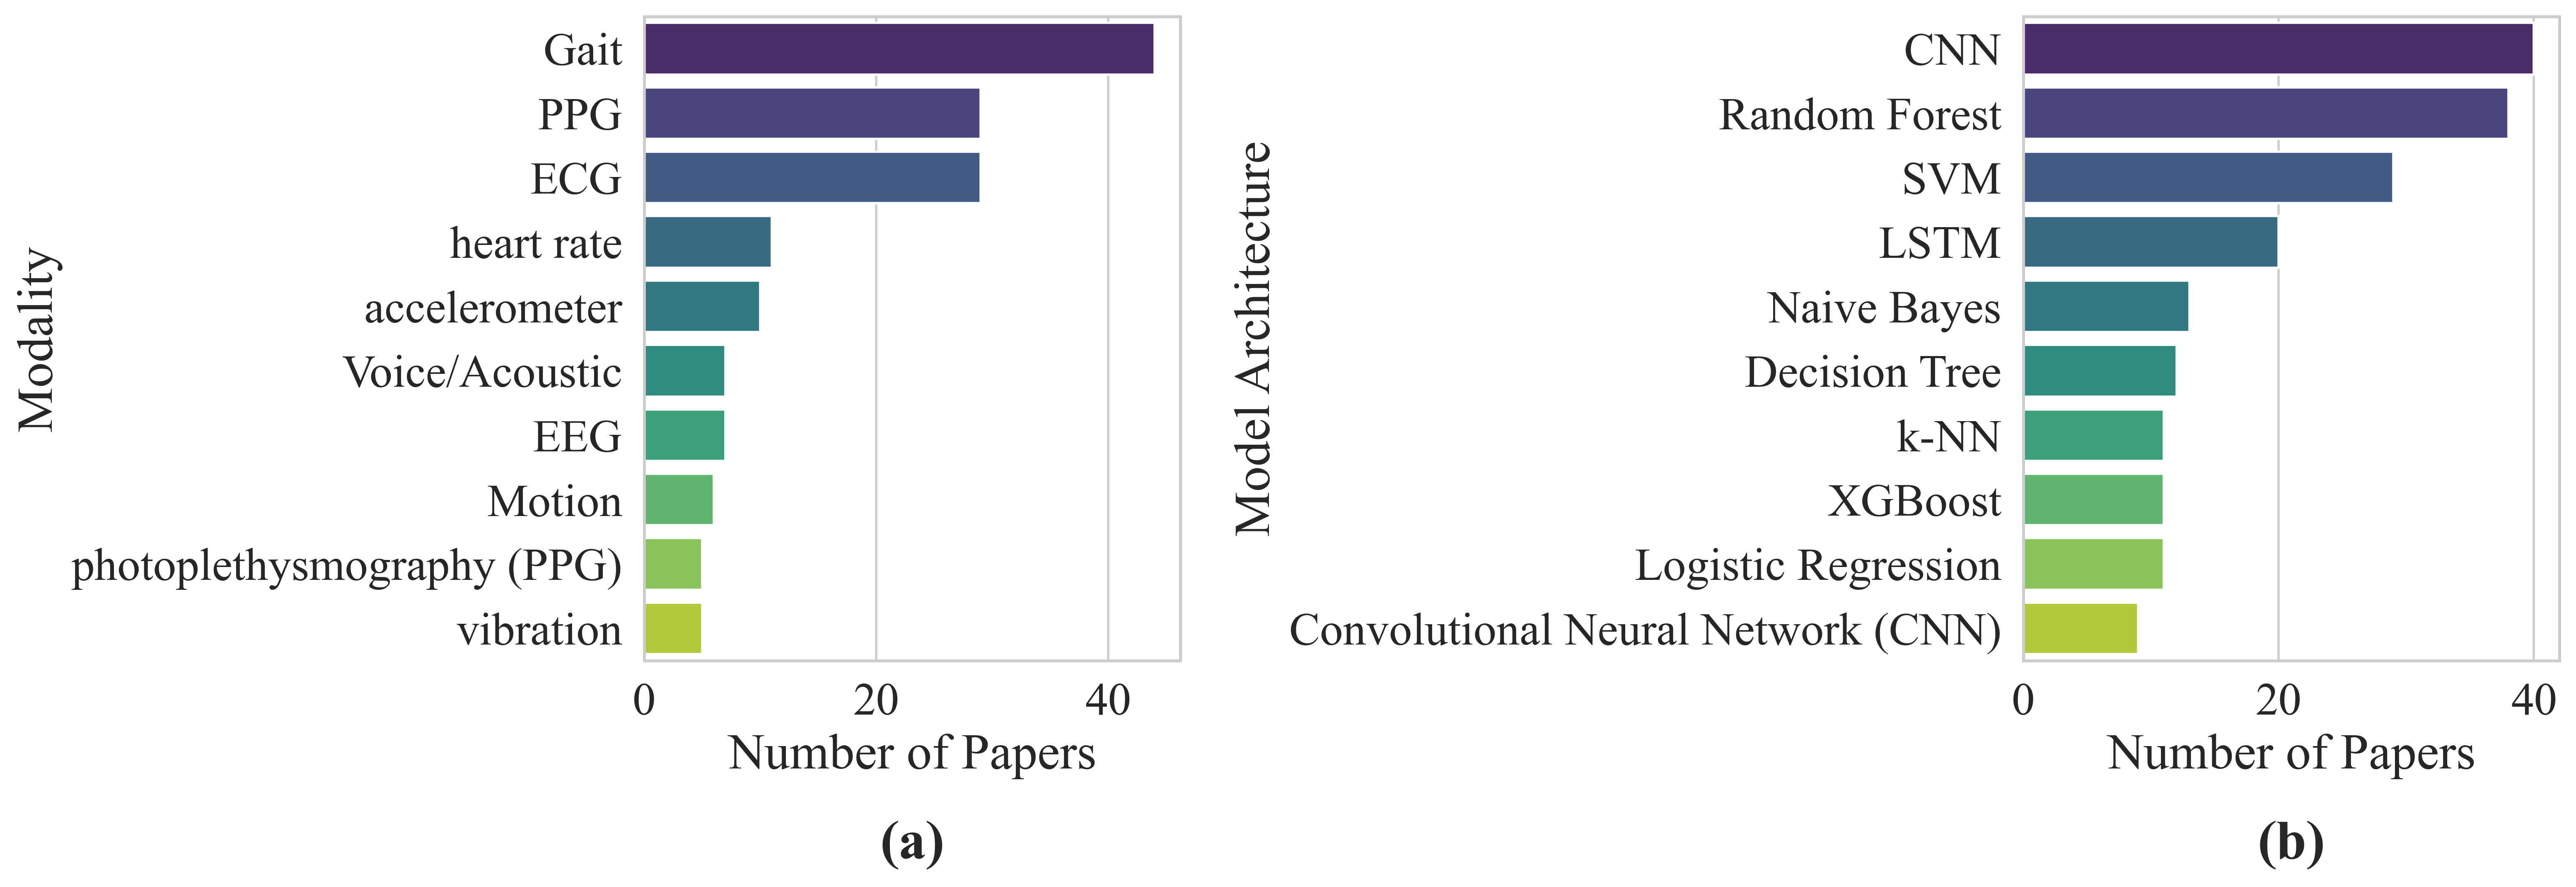 Modality
Gait
PPG
ECG
heart rate
accelerometer
Voice/Acoustic
EEG
Motion
photoplethysmography (PPG)
vibration
0 20 40
Number of Papers
(a)
Model Architecture
CNN
Random Forest
SVM
LSTM
Naive Bayes
Decision Tree
k-NN
XGBoost
Logistic Regression
Convolutional Neural Network (CNN)
0 20 40
Number of Papers
(b)